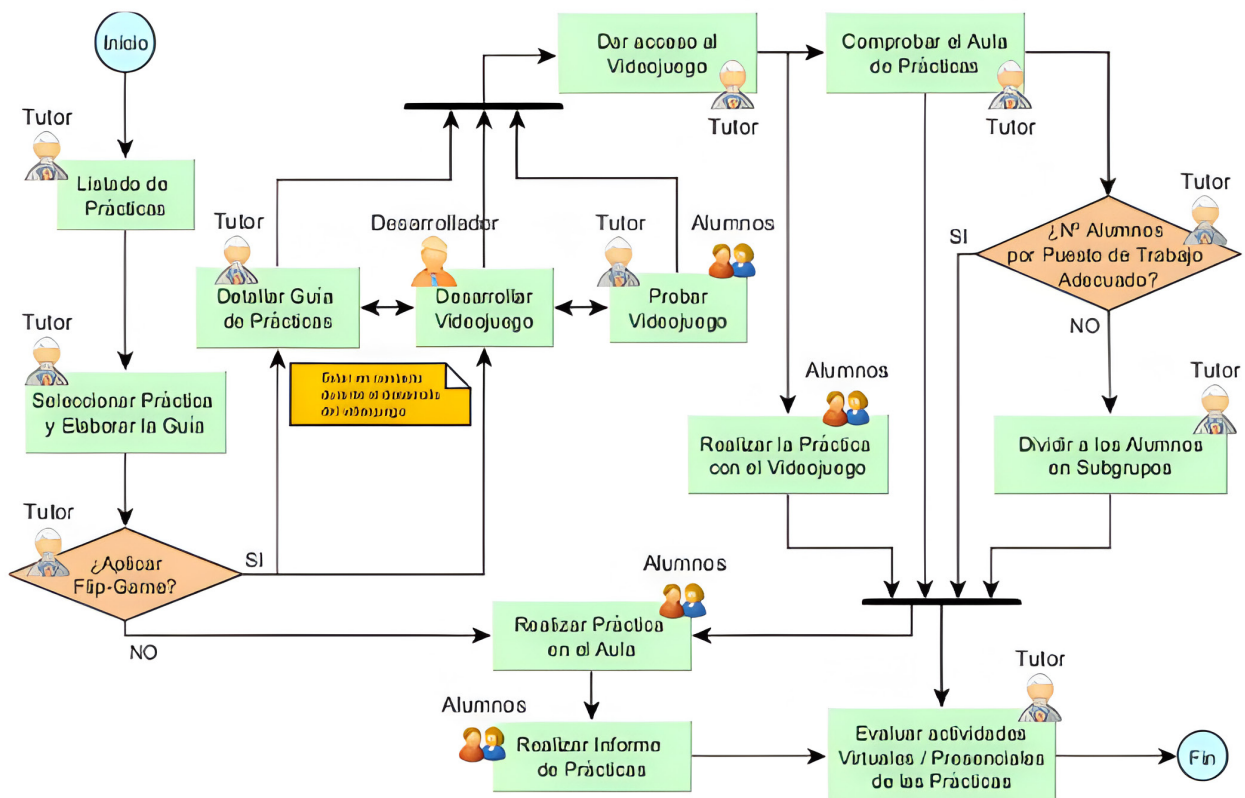 Inicio
Tutor
Listado de
Prácticas
Tutor
Seleccionar Práctica
y Elaborar la Guía
Tutor
¿Aplicar
Flip-Game?
SI
NO
Tutor
Detallar Guía
de Prácticas
Desarrollador
Desarrollar
Videojuego
Tutor
Alumnos
Probar
Videojuego
Dar acceso al
Videojuego
Tutor
Comprobar el Aula
de Prácticas
Tutor
Tutor
¿Nº Alumnos
por Puesto de Trabajo
Adecuado?
SI
NO
Alumnos
Realizar la Práctica
con el Videojuego
Tutor
Dividir a los Alumnos
en Subgrupos
Alumnos
Realizar Práctica
en el Aula
Alumnos
Realizar Informe
de Prácticas
Tutor
Evaluar actividades
Virtuales / Presenciales
de las Prácticas
Fin